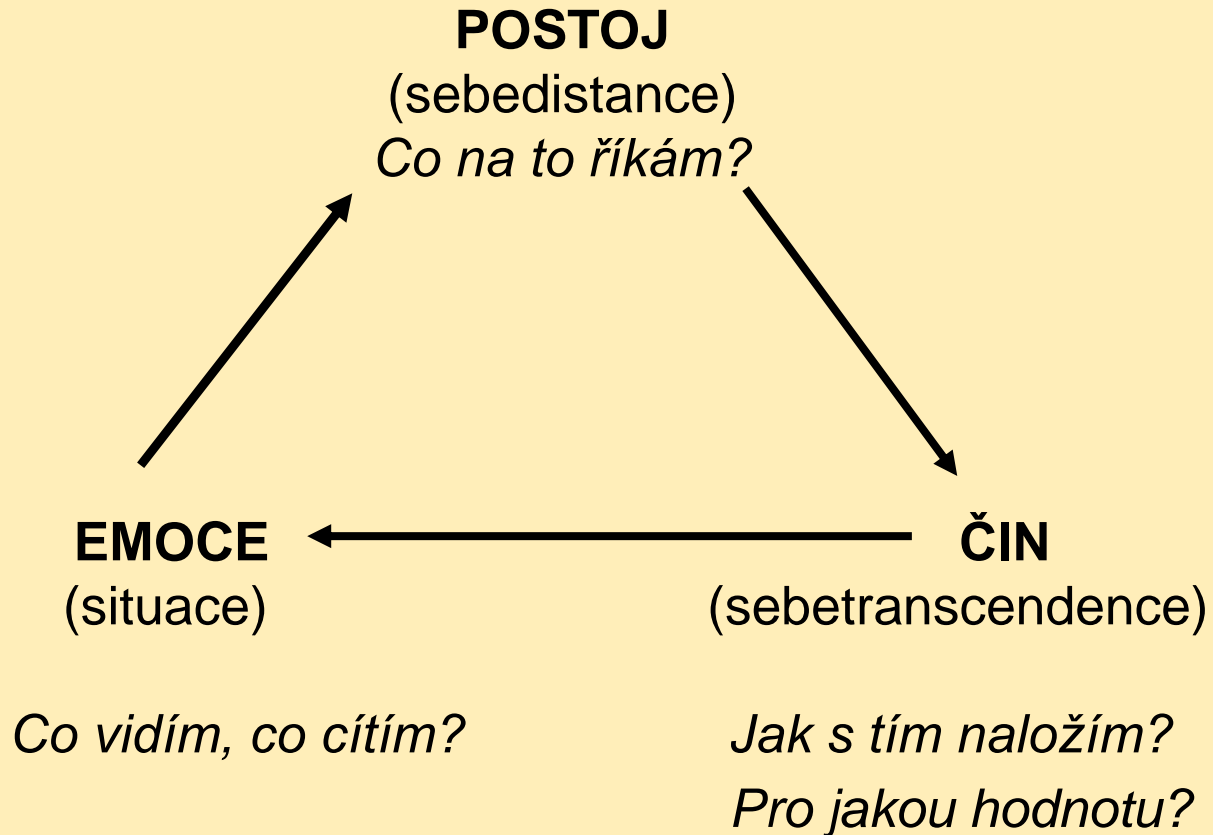 POSTOJ
(sebedistance)
Co na to říkám?
EMOCE
(situace)
Co vidím, co cítím?
ČIN
(sebetranscendence)
Jak s tím naložím?
Pro jakou hodnotu?